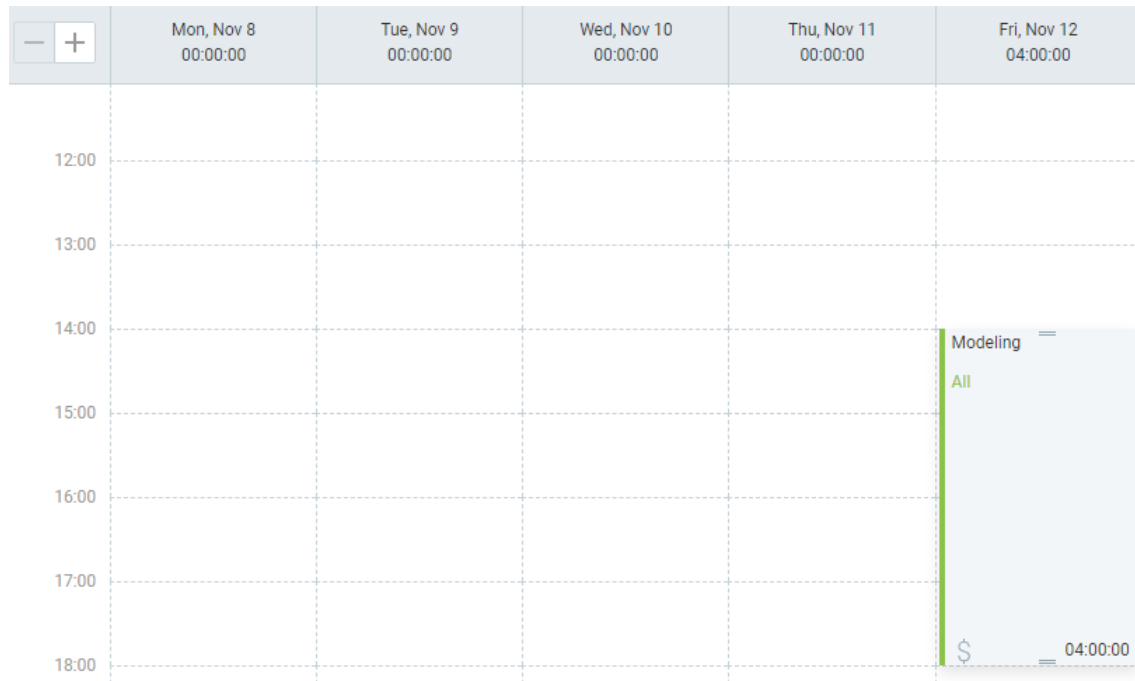 Mon, Nov 8
00:00:00
Tue, Nov 9
00:00:00
Wed, Nov 10
00:00:00
Thu, Nov 11
00:00:00
Fri, Nov 12
04:00:00
12:00
13:00
14:00
Modeling
All
15:00
16:00
17:00
$ 04:00:00
18:00